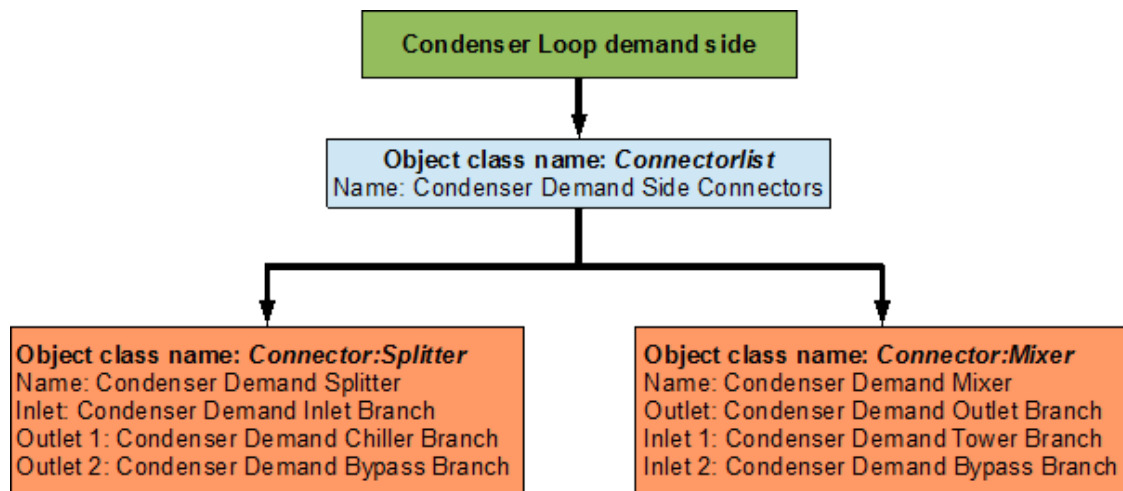 Condenser Loop demand side
Object class name: Connectorlist
Name: Condenser Demand Side Connectors
Object class name: Connector:Splitter
Name: Condenser Demand Splitter
Inlet: Condenser Demand Inlet Branch
Outlet 1: Condenser Demand Chiller Branch
Outlet 2: Condenser Demand Bypass Branch
Object class name: Connector:Mixer
Name: Condenser Demand Mixer
Outlet: Condenser Demand Outlet Branch
Inlet 1: Condenser Demand Tower Branch
Inlet 2: Condenser Demand Bypass Branch